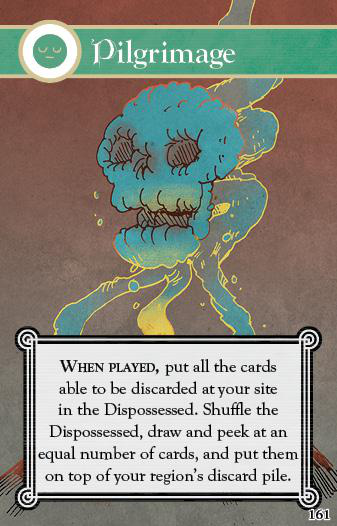 Pilgrimage
WHEN PLAYED, put all the cards
able to be discarded at your site
in the Dispossessed. Shuffle the
Dispossessed, draw and peek at an
equal number of cards, and put them
on top of your region's discard pile.
161